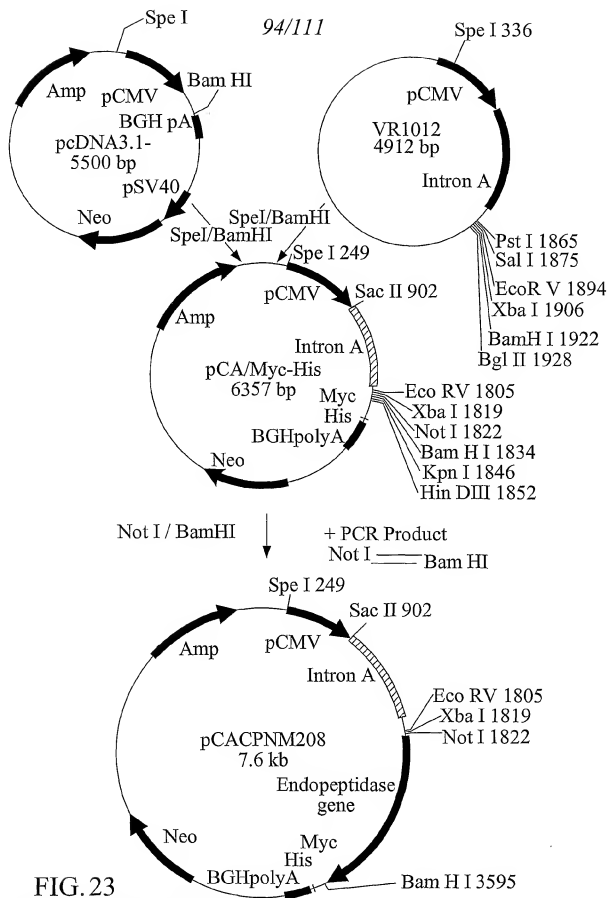 94/111
Spe I
Amp
pCMV
Bam HI
BGH pA
pcDNA3.1-
5500 bp
pSV40
Neo
SpeI/BamHI
Spe I 336
pCMV
VR1012
4912 bp
Intron A
Pst I 1865
Sal I 1875
EcoR V 1894
Xba I 1906
BamH I 1922
Bgl II 1928
SpeI/BamHI
Spe I 249
pCMV
Sac II 902
Amp
Intron A
pCA/Myc-His
6357 bp
Myc
His
BGHpolyA
Neo
Eco RV 1805
Xba I 1819
Not I 1822
Bam H I 1834
Kpn I 1846
Hin DIII 1852
Not I / BamHI
+ PCR Product
Not I
Bam HI
Spe I 249
Sac II 902
pCMV
Amp
Intron A
Eco RV 1805
Xba I 1819
Not I 1822
pCACPNM208
7.6 kb
Endopeptidase
gene
Neo
Myc
His
BGHpolyA
Bam H I 3595
FIG. 23